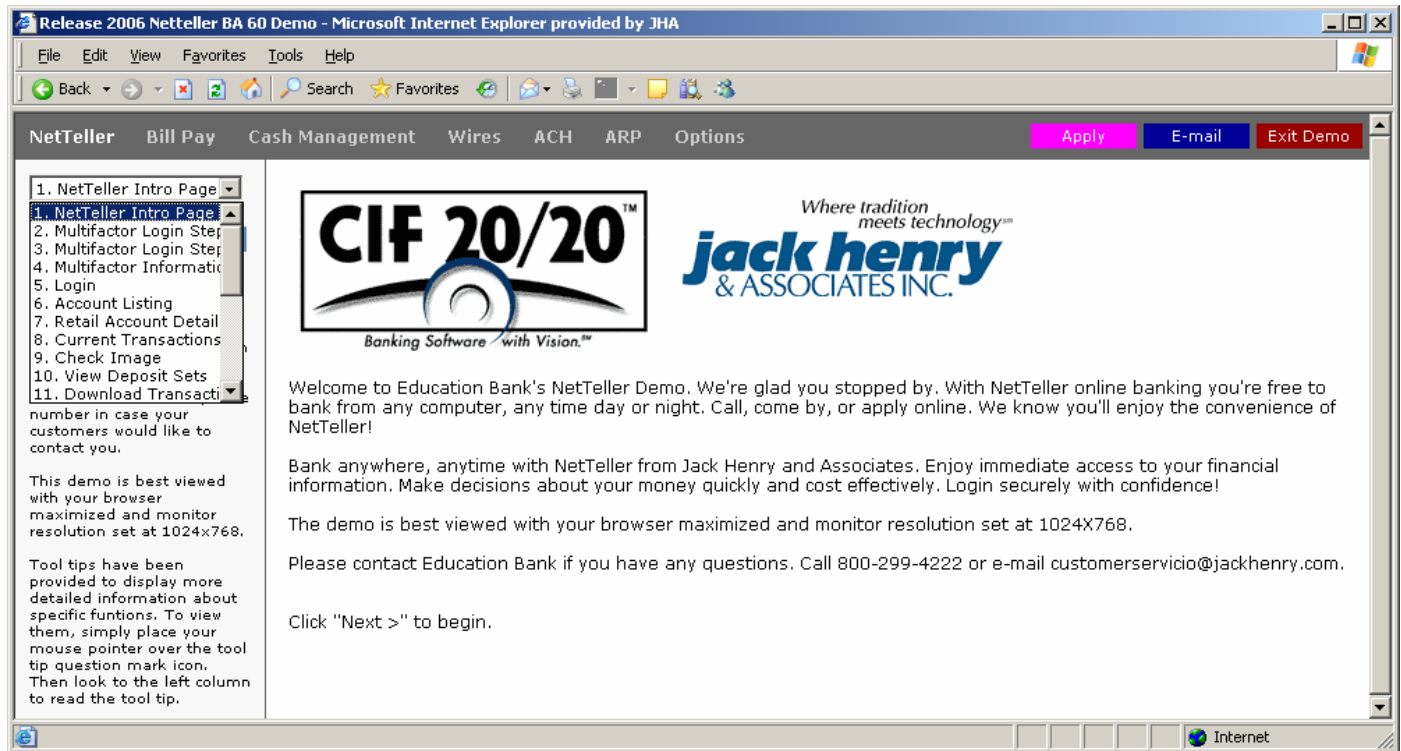 Release 2006 Netteller BA 60 Demo - Microsoft Internet Explorer provided by JHA
File Edit View Favorites Tools Help
Back Search Favorites
NetTeller Bill Pay Cash Management Wires ACH ARP Options Apply E-mail Exit Demo
1. NetTeller Intro Page
1. NetTeller Intro Page
2. Multifactor Login Step
3. Multifactor Login Step
4. Multifactor Informatic
5. Login
6. Account Listing
7. Retail Account Detail
8. Current Transactions
9. Check Image
10. View Deposit Sets
11. Download Transacti
number in case your
customers would like to
contact you.
This demo is best viewed
with your browser
maximized and monitor
resolution set at 1024x768.
Tool tips have been
provided to display more
detailed information about
specific funtions. To view
them, simply place your
mouse pointer over the tool
tip question mark icon.
Then look to the left column
to read the tool tip.
CIF 20/20™
Banking Software with Vision.℠
Where tradition
meets technology℠
jack henry
& ASSOCIATES INC.
Welcome to Education Bank's NetTeller Demo. We're glad you stopped by. With NetTeller online banking you're free to
bank from any computer, any time day or night. Call, come by, or apply online. We know you'll enjoy the convenience of
NetTeller!
Bank anywhere, anytime with NetTeller from Jack Henry and Associates. Enjoy immediate access to your financial
information. Make decisions about your money quickly and cost effectively. Login securely with confidence!
The demo is best viewed with your browser maximized and monitor resolution set at 1024X768.
Please contact Education Bank if you have any questions. Call 800-299-4222 or e-mail customerservicio@jackhenry.com.
Click "Next >" to begin.
Internet